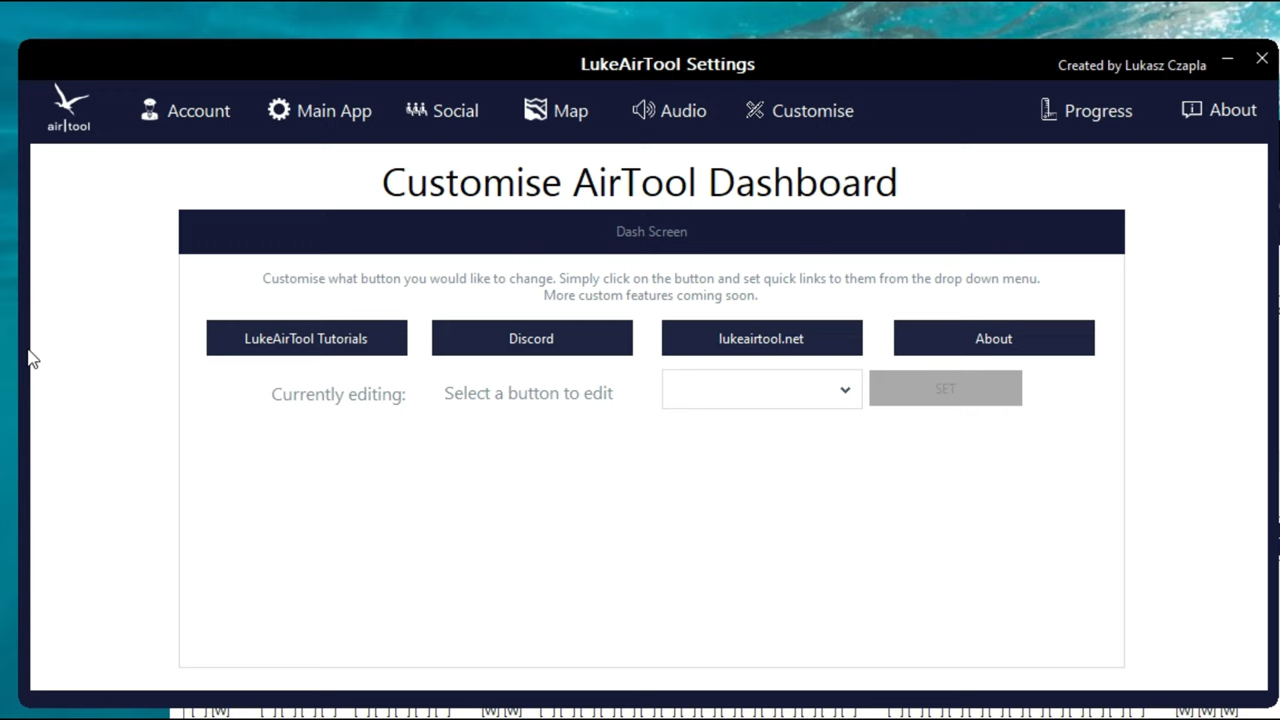 LukeAirTool Settings
Created by Lukasz Czapla
air|tool
Account
Main App
Social
Map
Audio
Customise
Progress
About
Customise AirTool Dashboard
Dash Screen
Customise what button you would like to change. Simply click on the button and set quick links to them from the drop down menu.
More custom features coming soon.
LukeAirTool Tutorials
Discord
lukeairtool.net
About
Currently editing:
Select a button to edit
SET